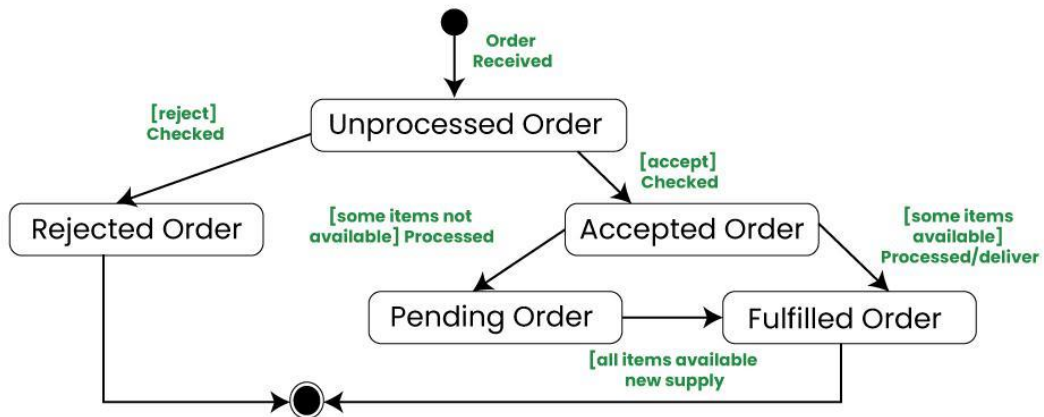 Order
Received
[reject]
Checked
Unprocessed Order
[accept]
Checked
Rejected Order
[some items not
available] Processed
Accepted Order
[some items
available]
Processed/deliver
Pending Order
Fulfilled Order
[all items available
new supply